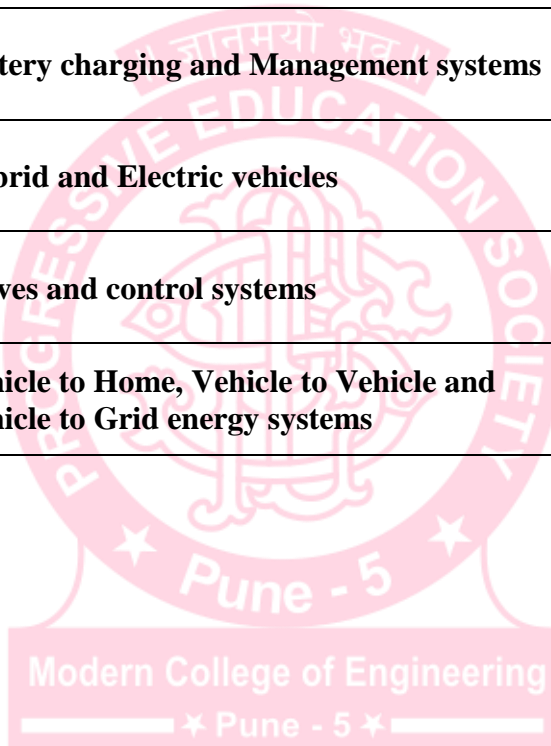 ॥ ज्ञानमयो भव ॥
tery charging and Management systems
PROGRESSIVE EDUCATION SOCIETY
brid and Electric vehicles
ves and control systems
hicle to Home, Vehicle to Vehicle and
hicle to Grid energy systems
Pune - 5
Modern College of Engineering
Pune - 5